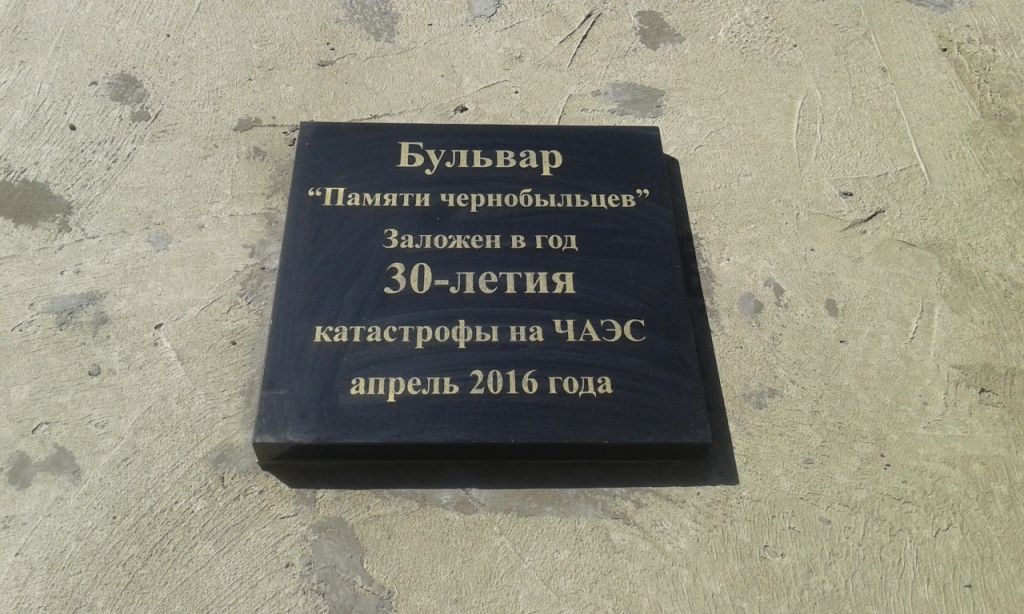 Бульвар
“Памяти чернобыльцев”
Заложен в год
30-летия
катастрофы на ЧАЭС
апрель 2016 года